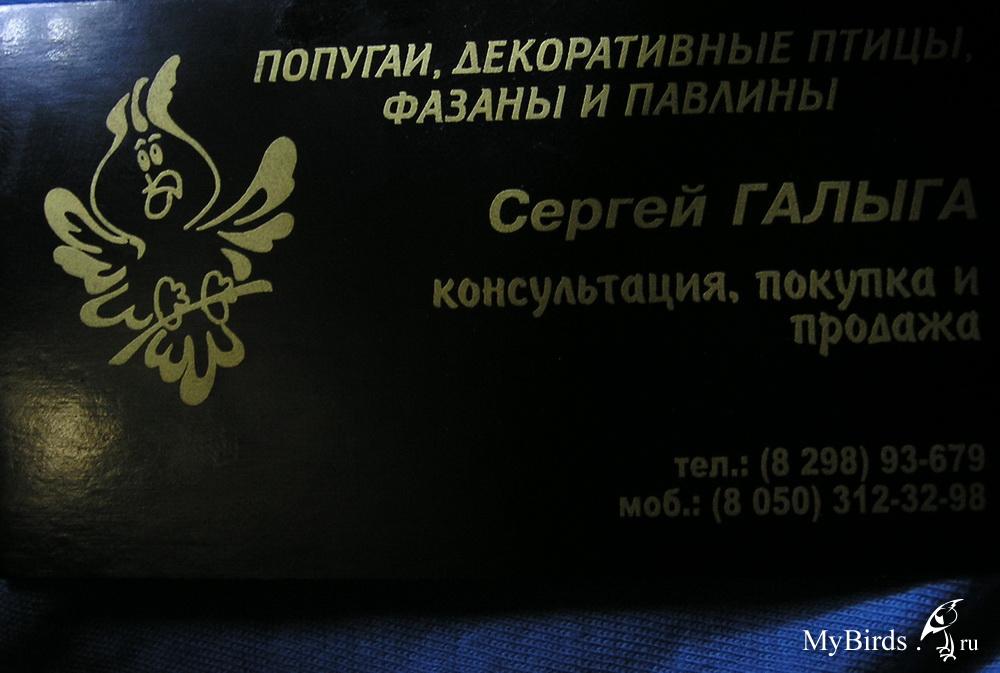 ПОПУГАИ, ДЕКОРАТИВНЫЕ ПТИЦЫ,
ФАЗАНЫ И ПАВЛИНЫ
Сергей ГАЛЫГА
консультация, покупка и
продажа
тел.: (8 298) 93-679
моб.: (8 050) 312-32-98
MyBirds.ru